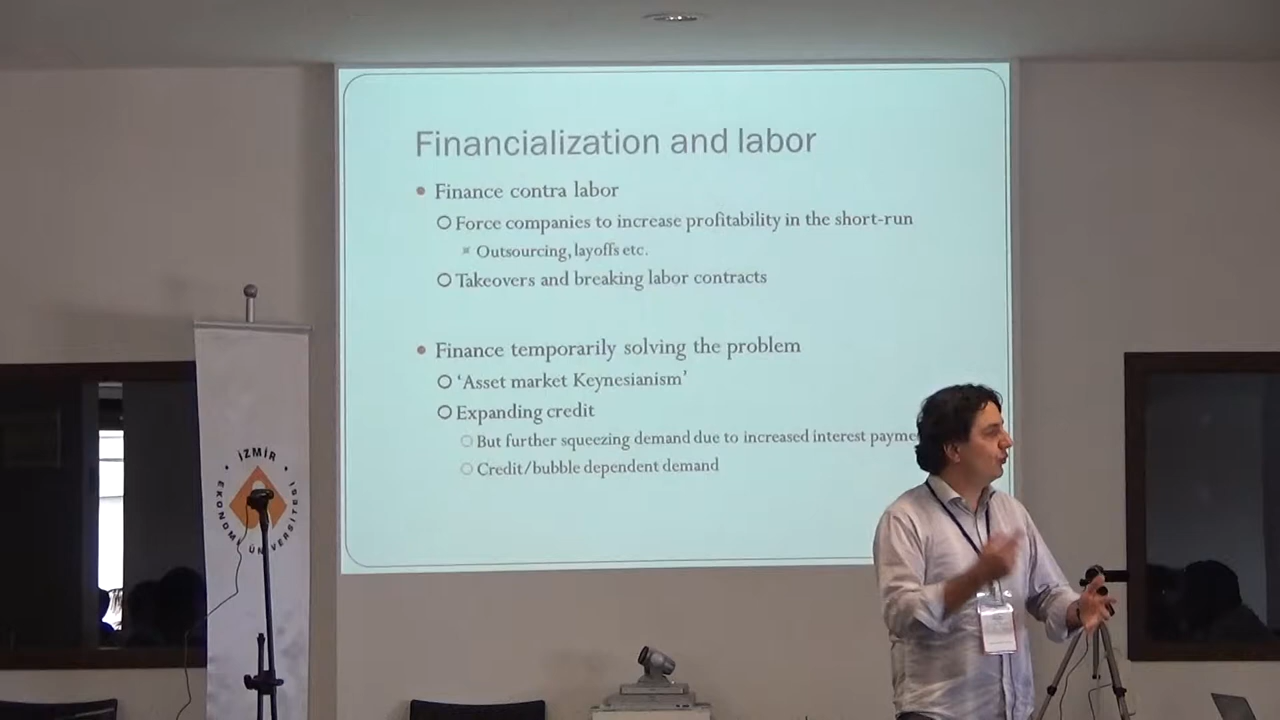 Financialization and labor
Finance contra labor
Force companies to increase profitability in the short-run
Outsourcing, layoffs etc.
Takeovers and breaking labor contracts
Finance temporarily solving the problem
‘Asset market Keynesianism’
Expanding credit
But further squeezing demand due to increased interest payme
Credit/bubble dependent demand
İZMİR
EKONOMİ ÜNİVERSİTESİ